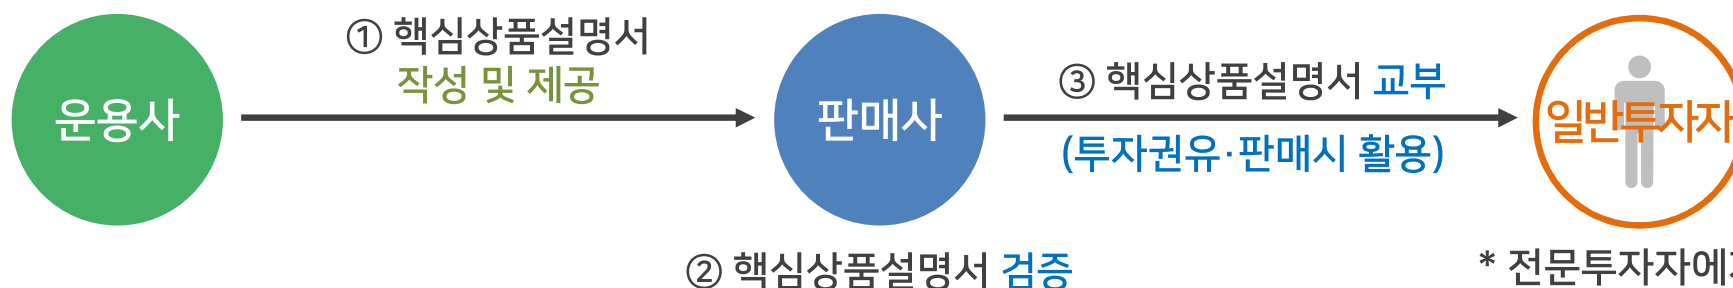 운용사
① 핵심상품설명서
작성 및 제공
판매사
② 핵심상품설명서 검증
③ 핵심상품설명서 교부
(투자권유·판매시 활용)
일반투자자
* 전문투자자에